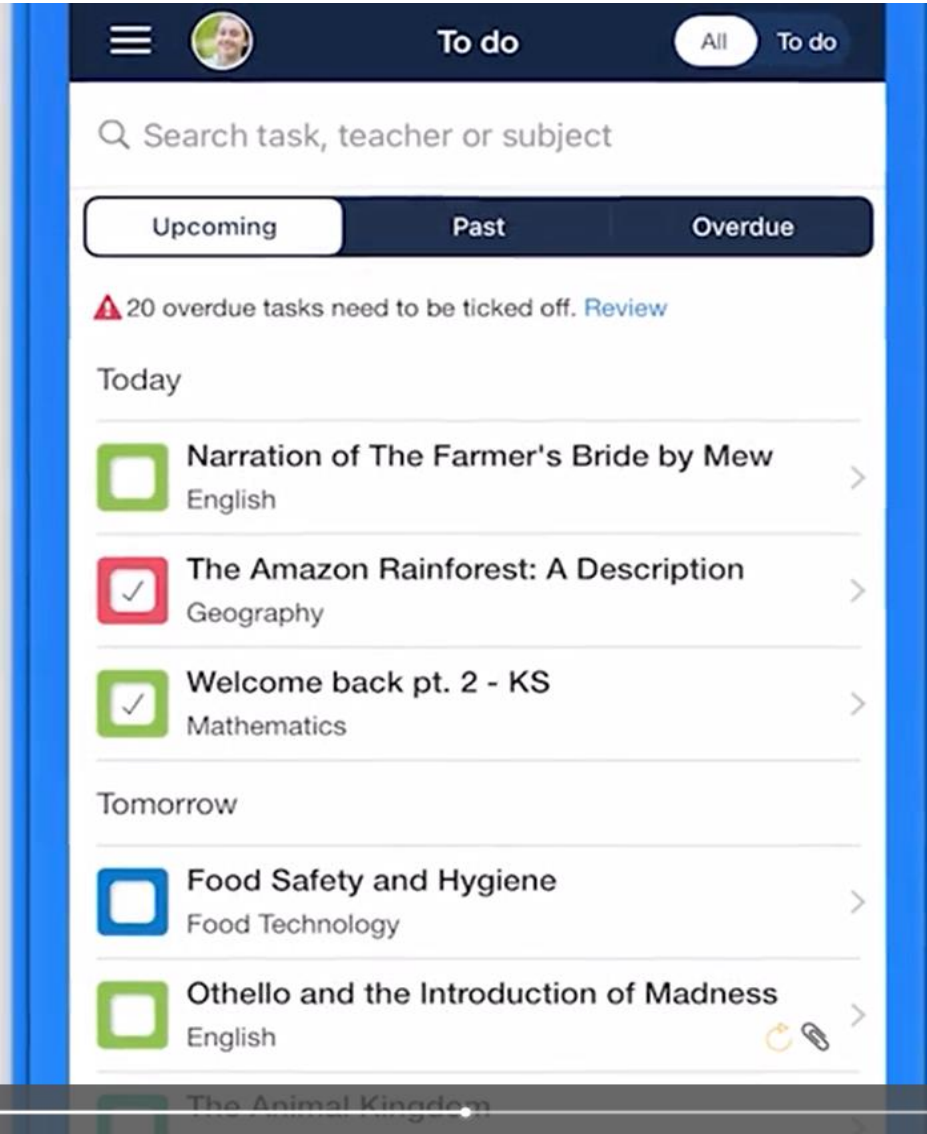 To do
All
To do
Search task, teacher or subject
Upcoming
Past
Overdue
20 overdue tasks need to be ticked off. Review
Today
Narration of The Farmer's Bride by Mew
English
The Amazon Rainforest: A Description
Geography
Welcome back pt. 2 - KS
Mathematics
Tomorrow
Food Safety and Hygiene
Food Technology
Othello and the Introduction of Madness
English
The Animal Kingdom